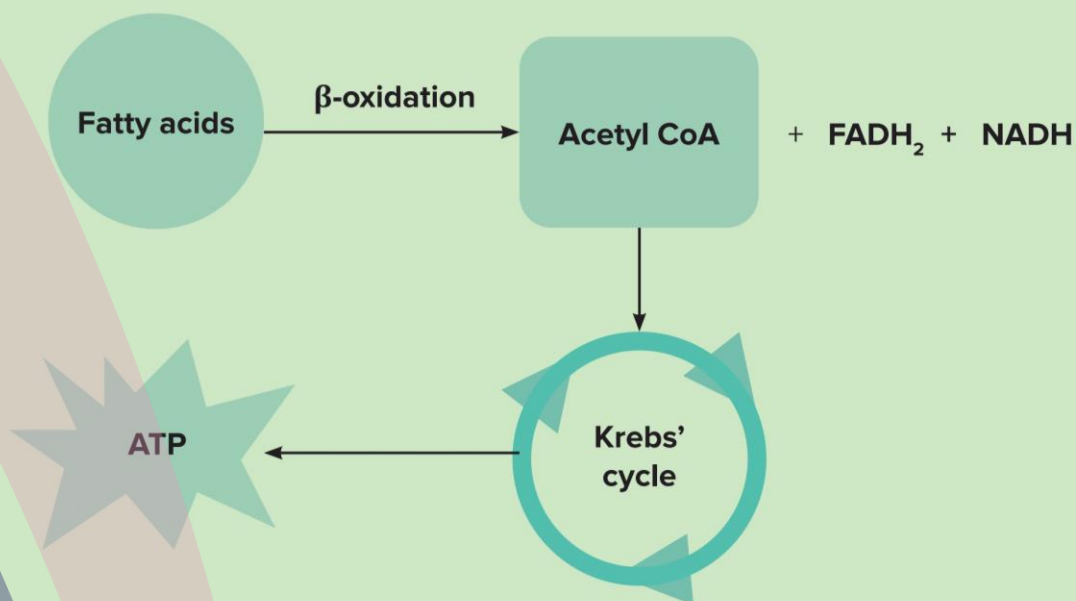 β-oxidation
Fatty acids
Acetyl CoA + FADH₂ + NADH
Krebs’
cycle
ATP